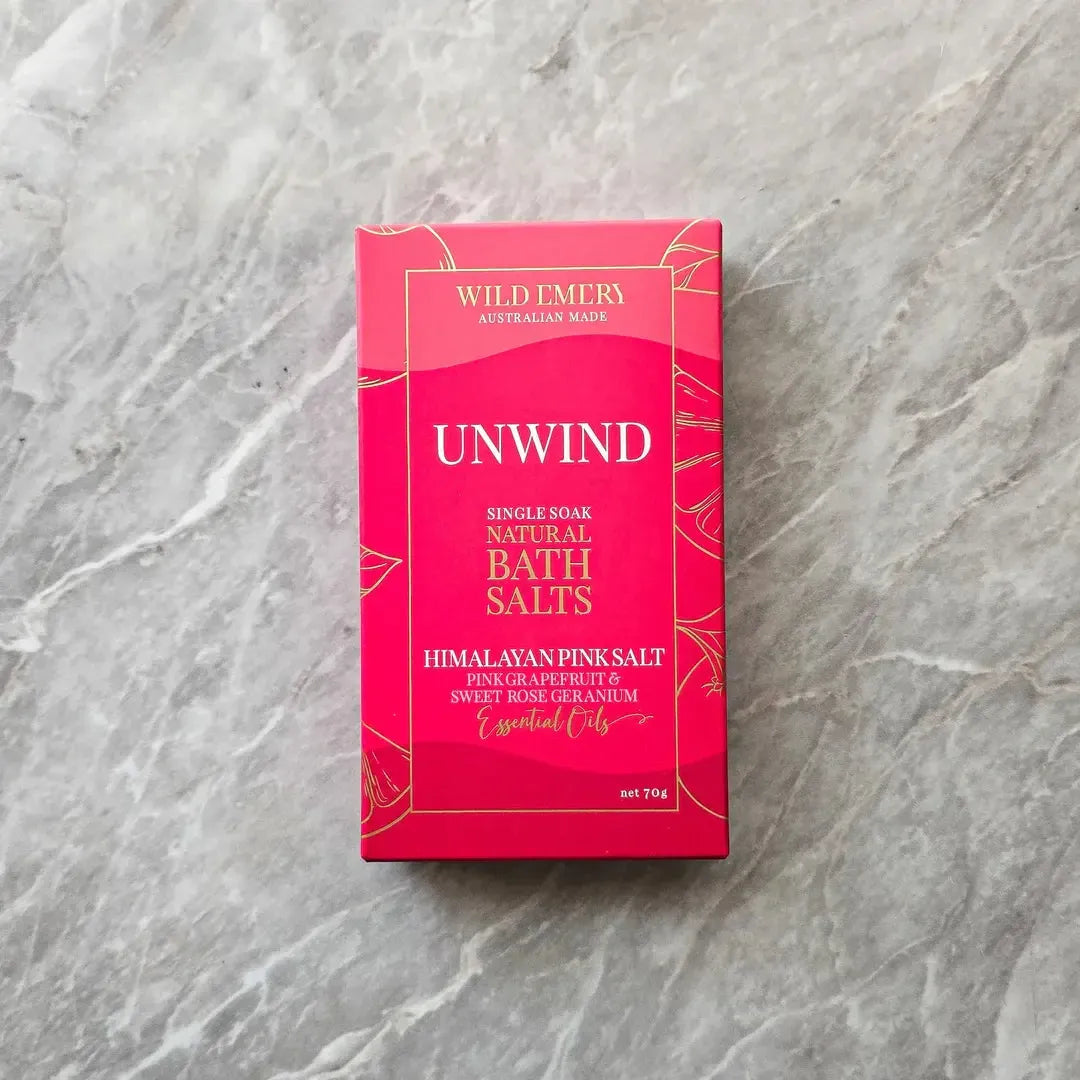 WILD EMERY
AUSTRALIAN MADE
UNWIND
SINGLE SOAK
NATURAL
BATH
SALTS
HIMALAYAN PINK SALT
PINK GRAPEFRUIT &
SWEET ROSE GERANIUM
Essential Oils
net 70g